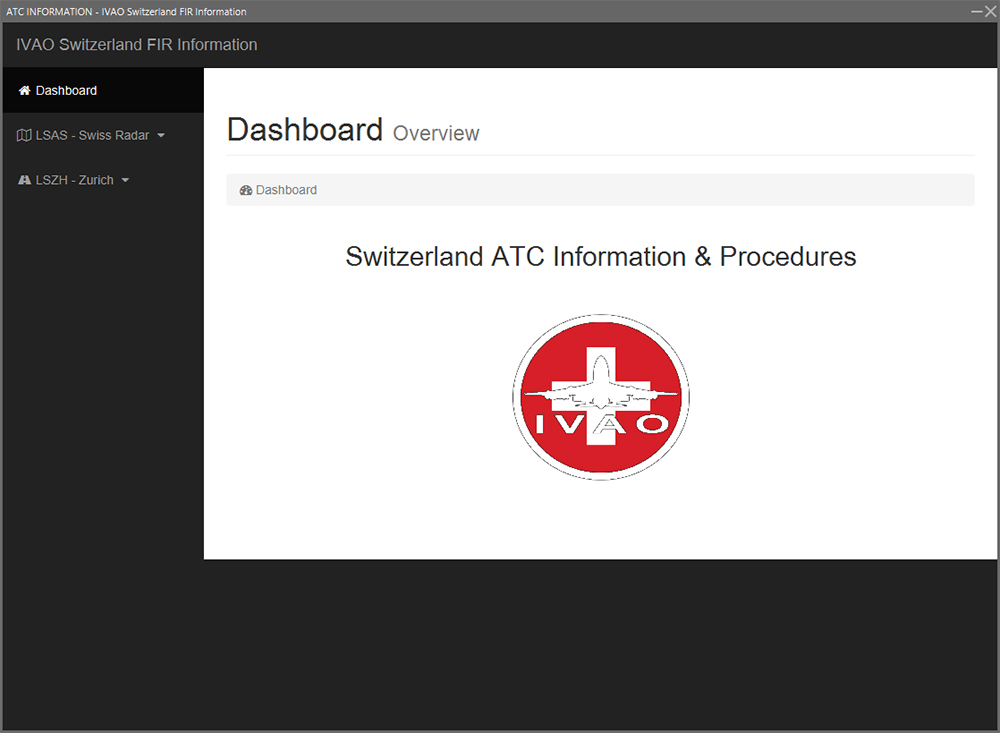 ATC INFORMATION - IVAO Switzerland FIR Information
IVAO Switzerland FIR Information
Dashboard
LSAS - Swiss Radar
LSZH - Zurich
Dashboard Overview
Dashboard
Switzerland ATC Information & Procedures
IVAO